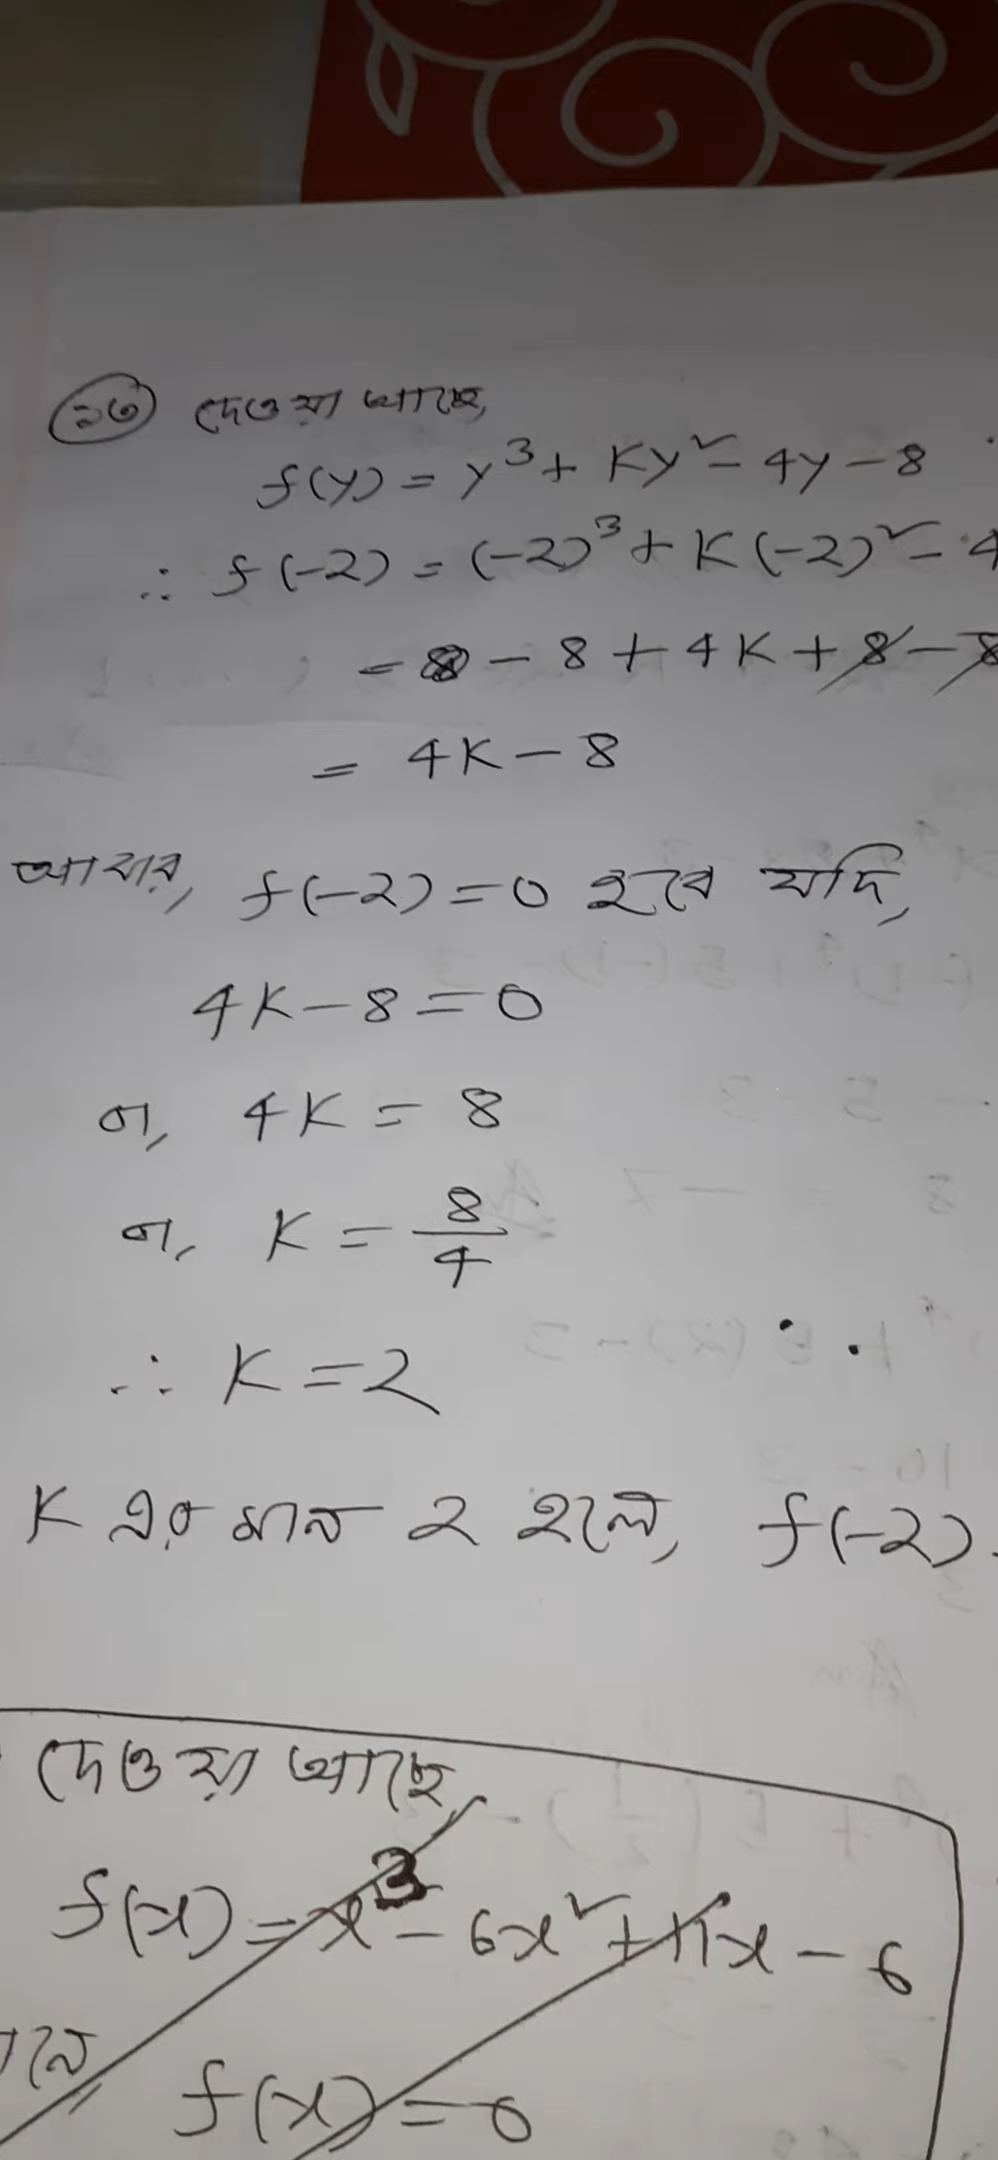 ১৩ দেওয়া আছে,
f(y) = y³ + Ky² - 4y - 8
∴ f(-2) = (-2)³ + K(-2)² - 4
= - 8 + 4K + 8 - 8
= 4K - 8
আবার, f(-2) = 0 হবে যদি,
4K - 8 = 0
বা, 4K = 8
বা, K = 8/4
∴ K = 2
K এর মান 2 হলে, f(-2)
দেওয়া আছে,
f(x) = x³ - 6x² + 11x - 6
f(x) = 0